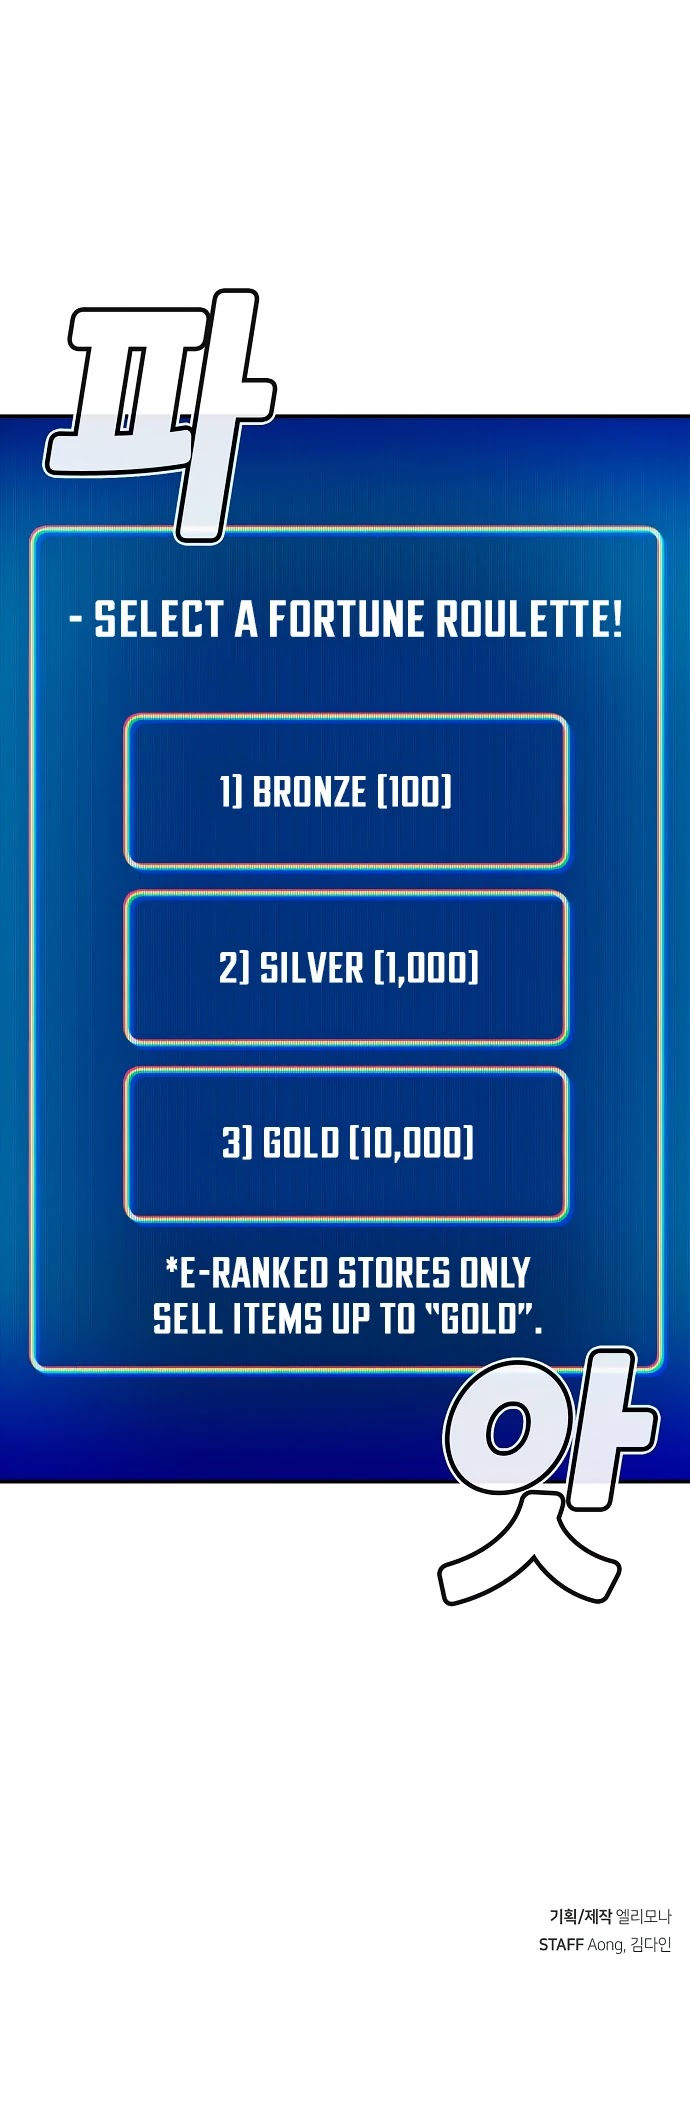 파
- SELECT A FORTUNE ROULETTE!
1] BRONZE [100]
2] SILVER [1,000]
3] GOLD [10,000]
*E-RANKED STORES ONLY
SELL ITEMS UP TO “GOLD”.
앗
기획/제작 엘리모나
STAFF Aong, 김다인